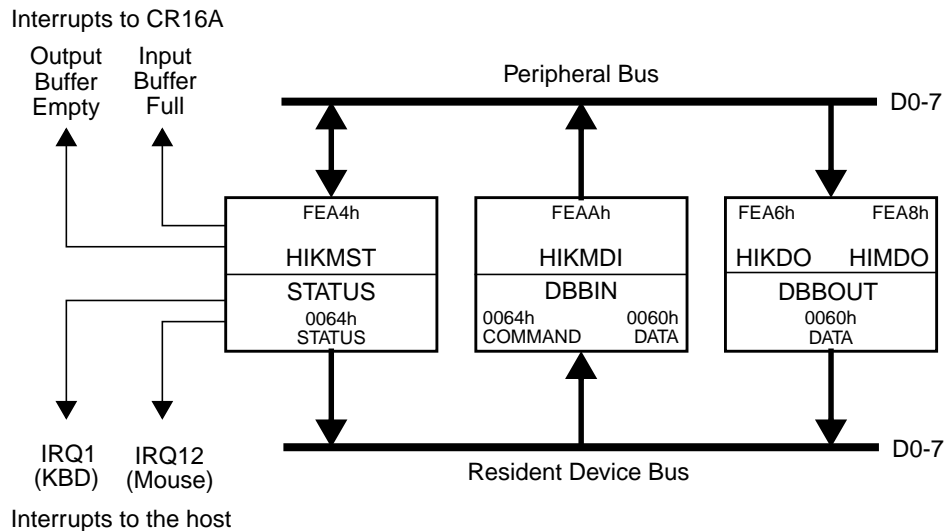 Interrupts to CR16A
Output
Buffer
Empty
Input
Buffer
Full
Peripheral Bus
D0-7
FEA4h
HIKMST
STATUS
0064h
STATUS
FEAAh
HIKMDI
DBBIN
0064h
COMMAND
0060h
DATA
FEA6h
FEA8h
HIKDO
HIMDO
DBBOUT
0060h
DATA
IRQ1
(KBD)
IRQ12
(Mouse)
Resident Device Bus
D0-7
Interrupts to the host